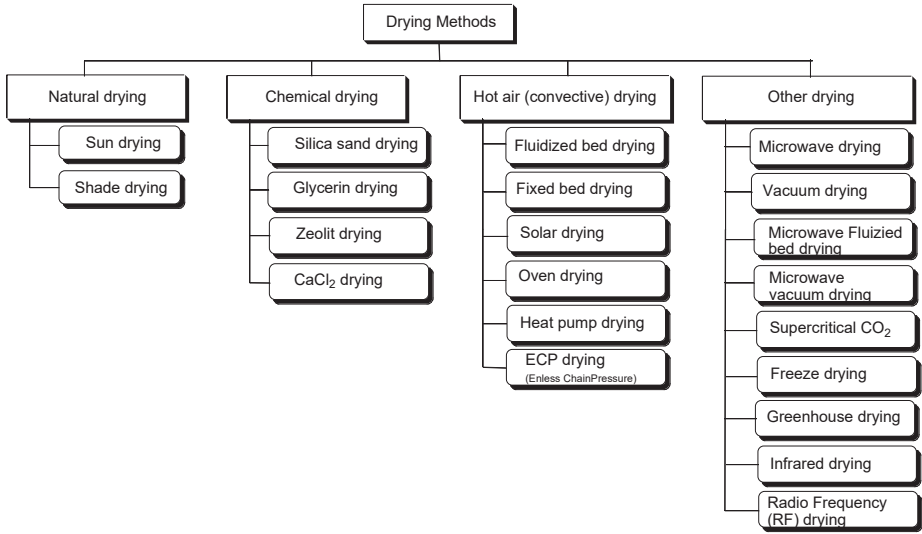 Drying Methods
Natural drying
Sun drying
Shade drying
Chemical drying
Silica sand drying
Glycerin drying
Zeolit drying
CaCl₂ drying
Hot air (convective) drying
Fluidized bed drying
Fixed bed drying
Solar drying
Oven drying
Heat pump drying
ECP drying
(Enless ChainPressure)
Other drying
Microwave drying
Vacuum drying
Microwave Fluizied
bed drying
Microwave
vacuum drying
Supercritical CO₂
Freeze drying
Greenhouse drying
Infrared drying
Radio Frequency
(RF) drying